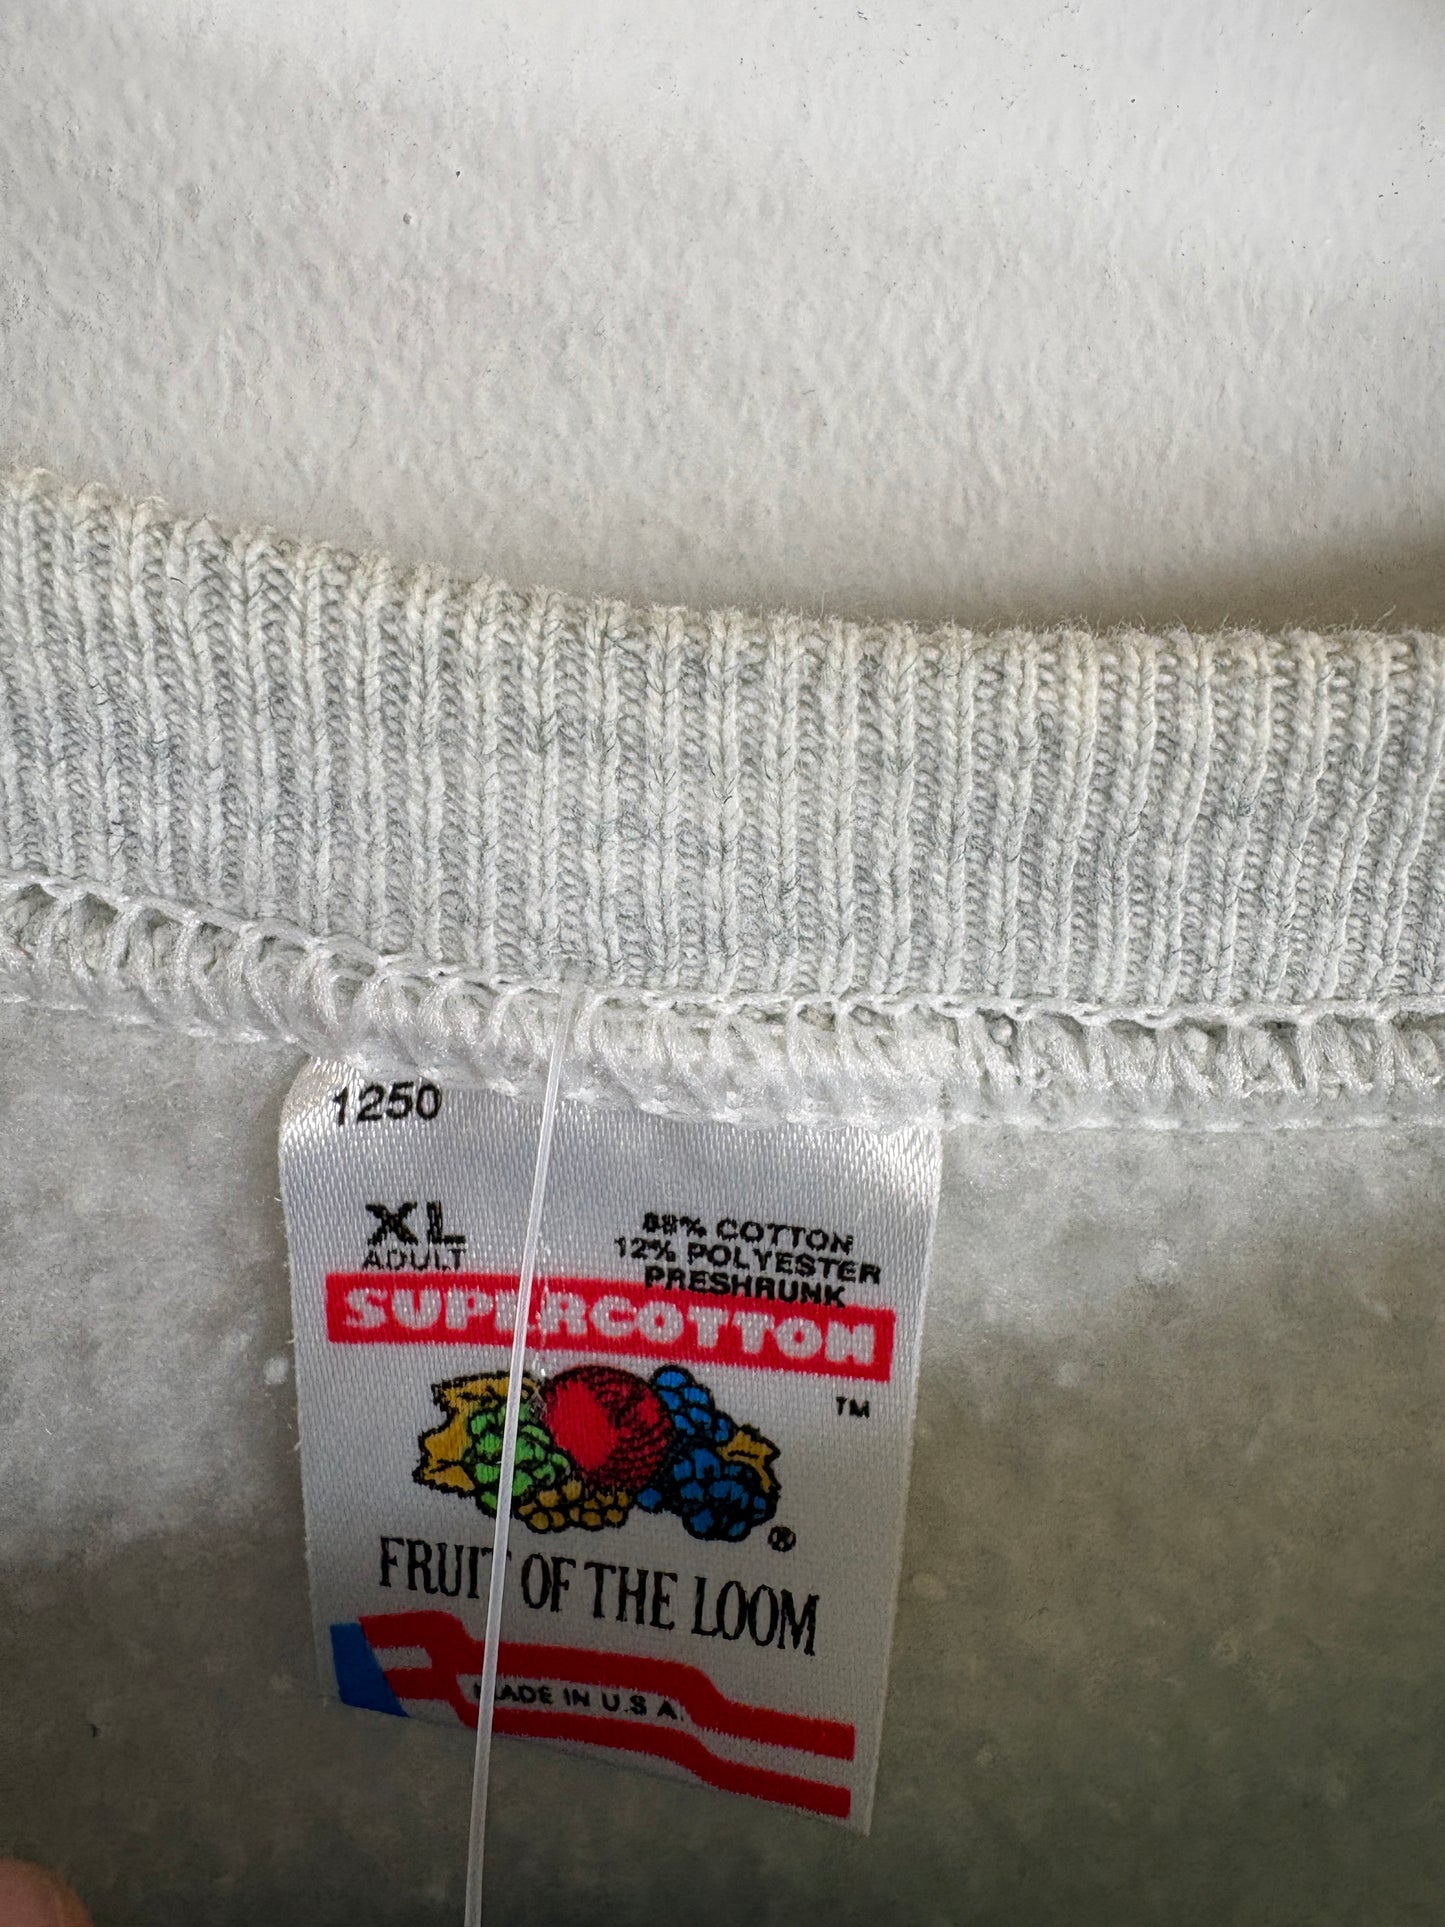 1250
XL
ADULT
88% COTTON
12% POLYESTER
PRESHRUNK
SUPERCOTTON
TM
®
FRUIT OF THE LOOM
MADE IN U.S.A.